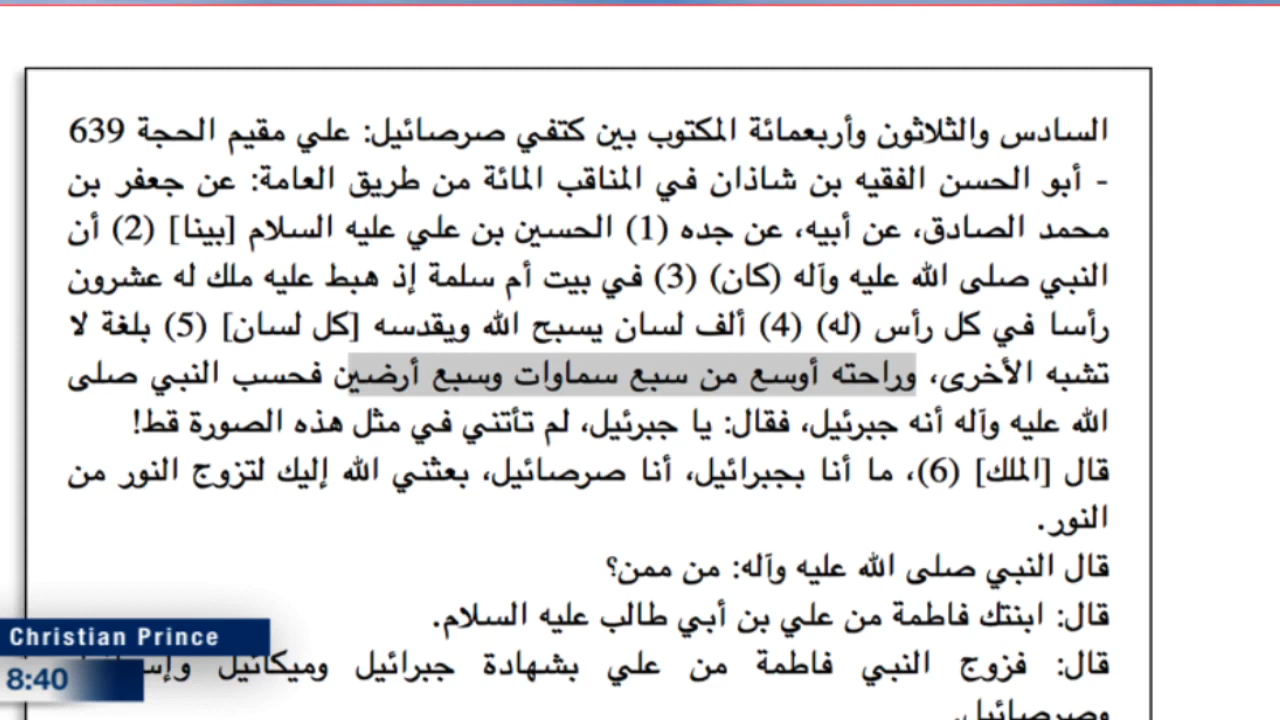 السادس والثلاثون وأربعمائة المكتوب بين كتفي صرصائيل: علي مقيم الحجة 639
- أبو الحسن الفقيه بن شاذان في المناقب المائة من طريق العامة: عن جعفر بن
محمد الصادق، عن أبيه، عن جده (1) الحسين بن علي عليه السلام [بينا] (2) أن
النبي صلى الله عليه وآله (كان) (3) في بيت أم سلمة إذ هبط عليه ملك له عشرون
رأسا في كل رأس (له) (4) ألف لسان يسبح الله ويقدسه [كل لسان] (5) بلغة لا
تشبه الأخرى، وراحته أوسع من سبع سماوات وسبع أرضين فحسب النبي صلى
الله عليه وآله أنه جبرئيل، فقال: يا جبرئيل، لم تأتني في مثل هذه الصورة قط!
قال [الملك] (6)، ما أنا بجبرائيل، أنا صرصائيل، بعثني الله إليك لتزوج النور من
النور.
قال النبي صلى الله عليه وآله: من ممن؟
قال: ابنتك فاطمة من علي بن أبي طالب عليه السلام.
قال: فزوج النبي فاطمة من علي بشهادة جبرائيل وميكائيل
وصرصائيل.
Christian Prince
8:40